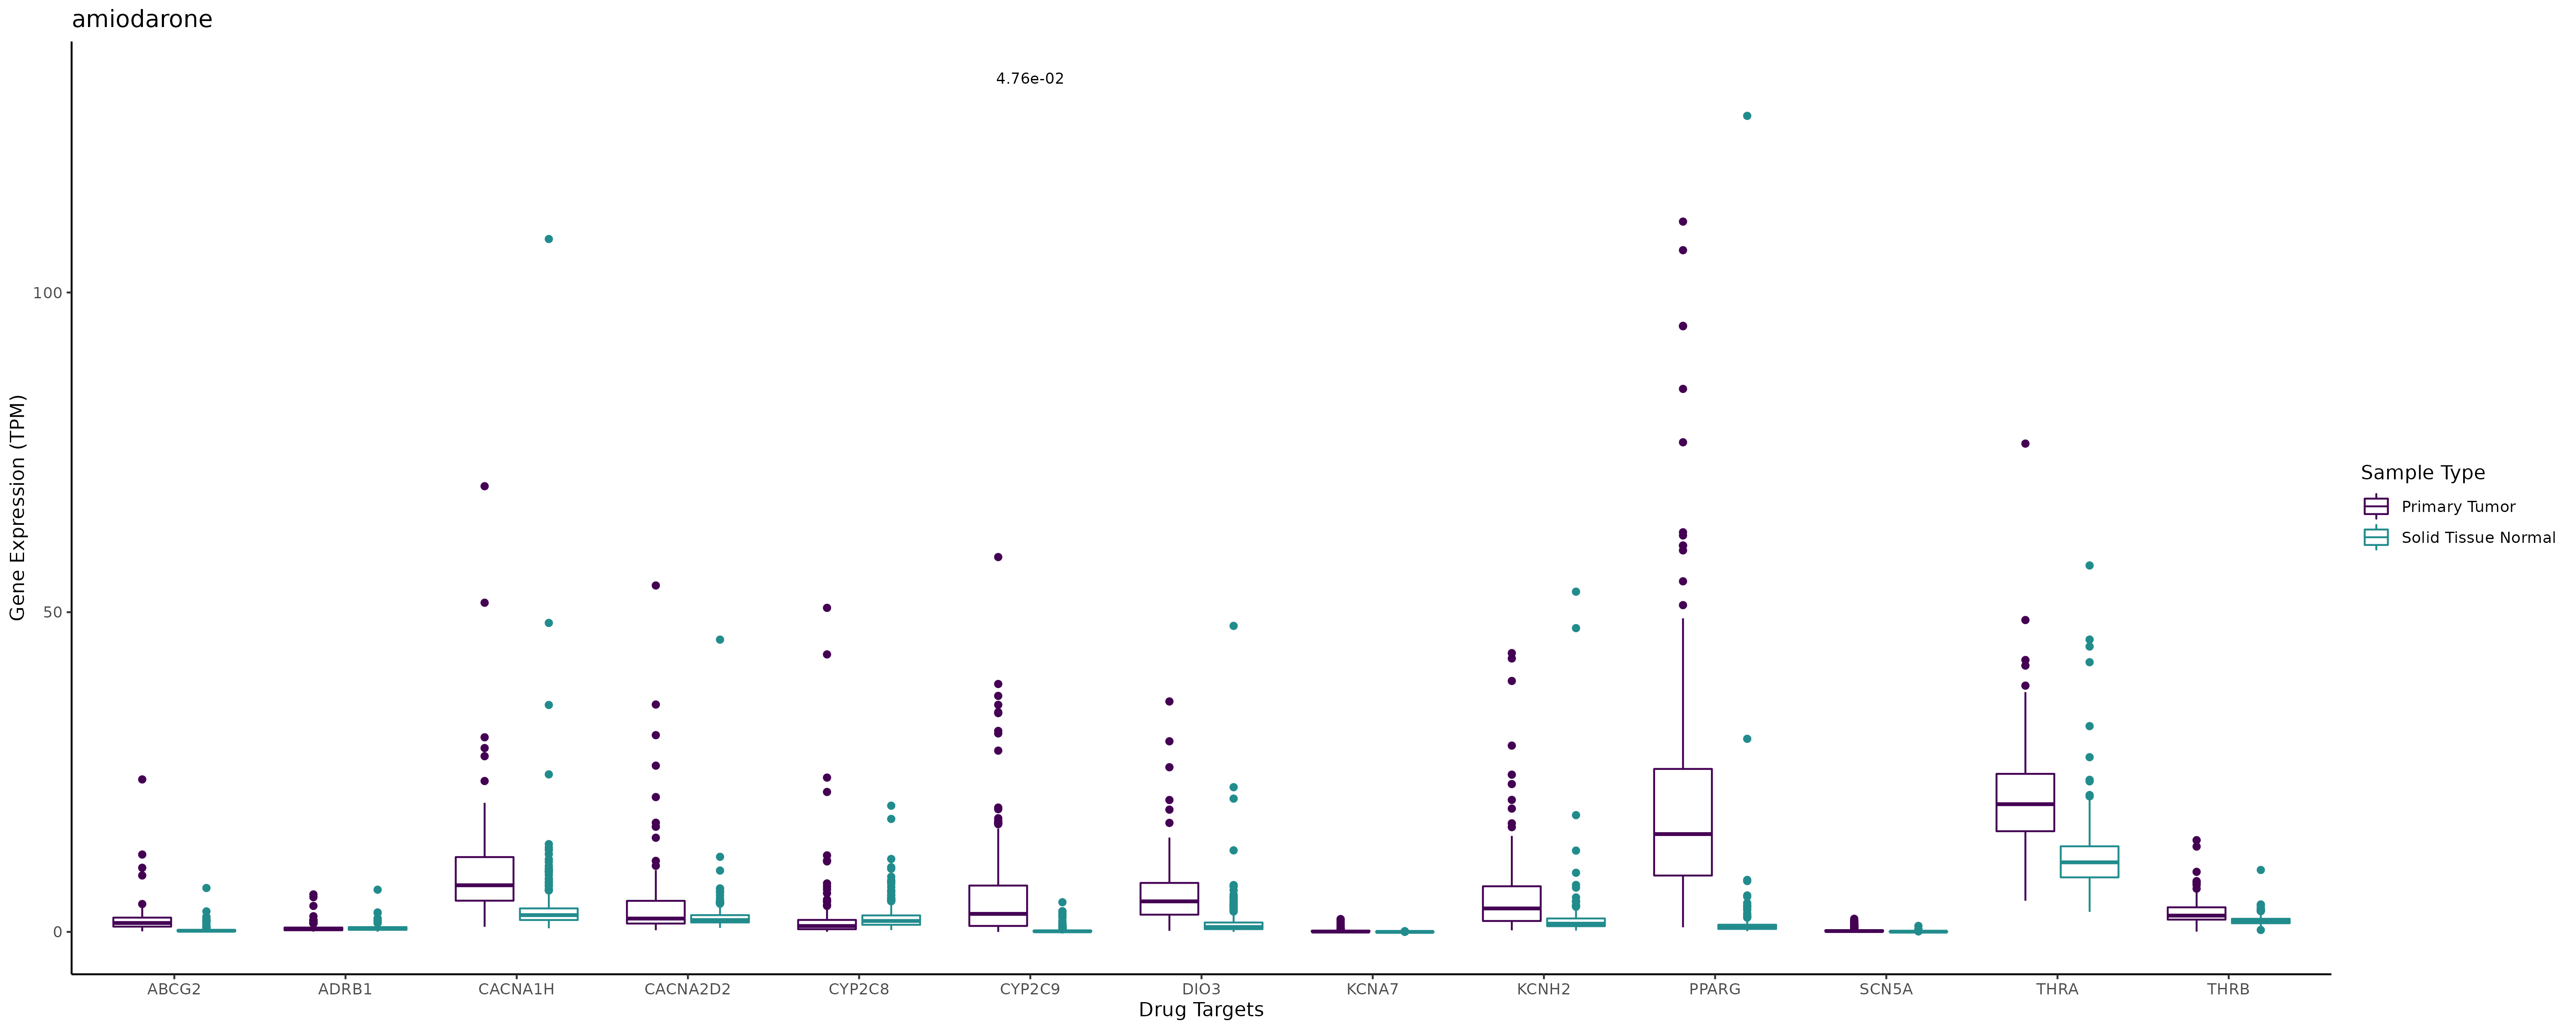 amiodarone
4.76e-02
Gene Expression (TPM)
100
50
0
ABCG2 ADRB1 CACNA1H CACNA2D2 CYP2C8 CYP2C9 DIO3 KCNA7 KCNH2 PPARG SCN5A THRA THRB
Drug Targets
Sample Type
Primary Tumor
Solid Tissue Normal